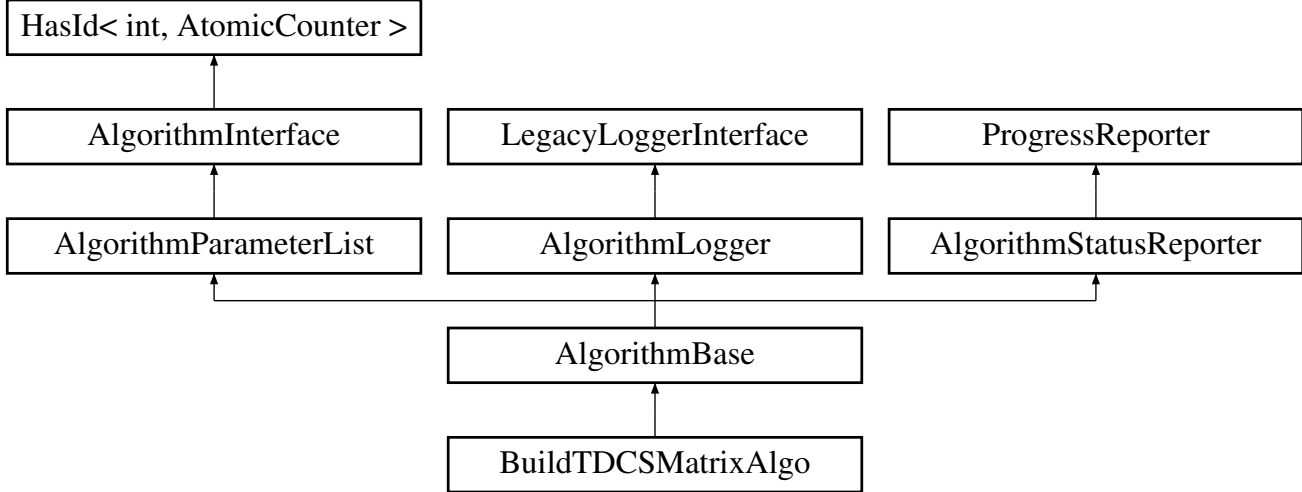 HasId< int, AtomicCounter >
AlgorithmInterface
LegacyLoggerInterface
ProgressReporter
AlgorithmParameterList
AlgorithmLogger
AlgorithmStatusReporter
AlgorithmBase
BuildTDCSMatrixAlgo